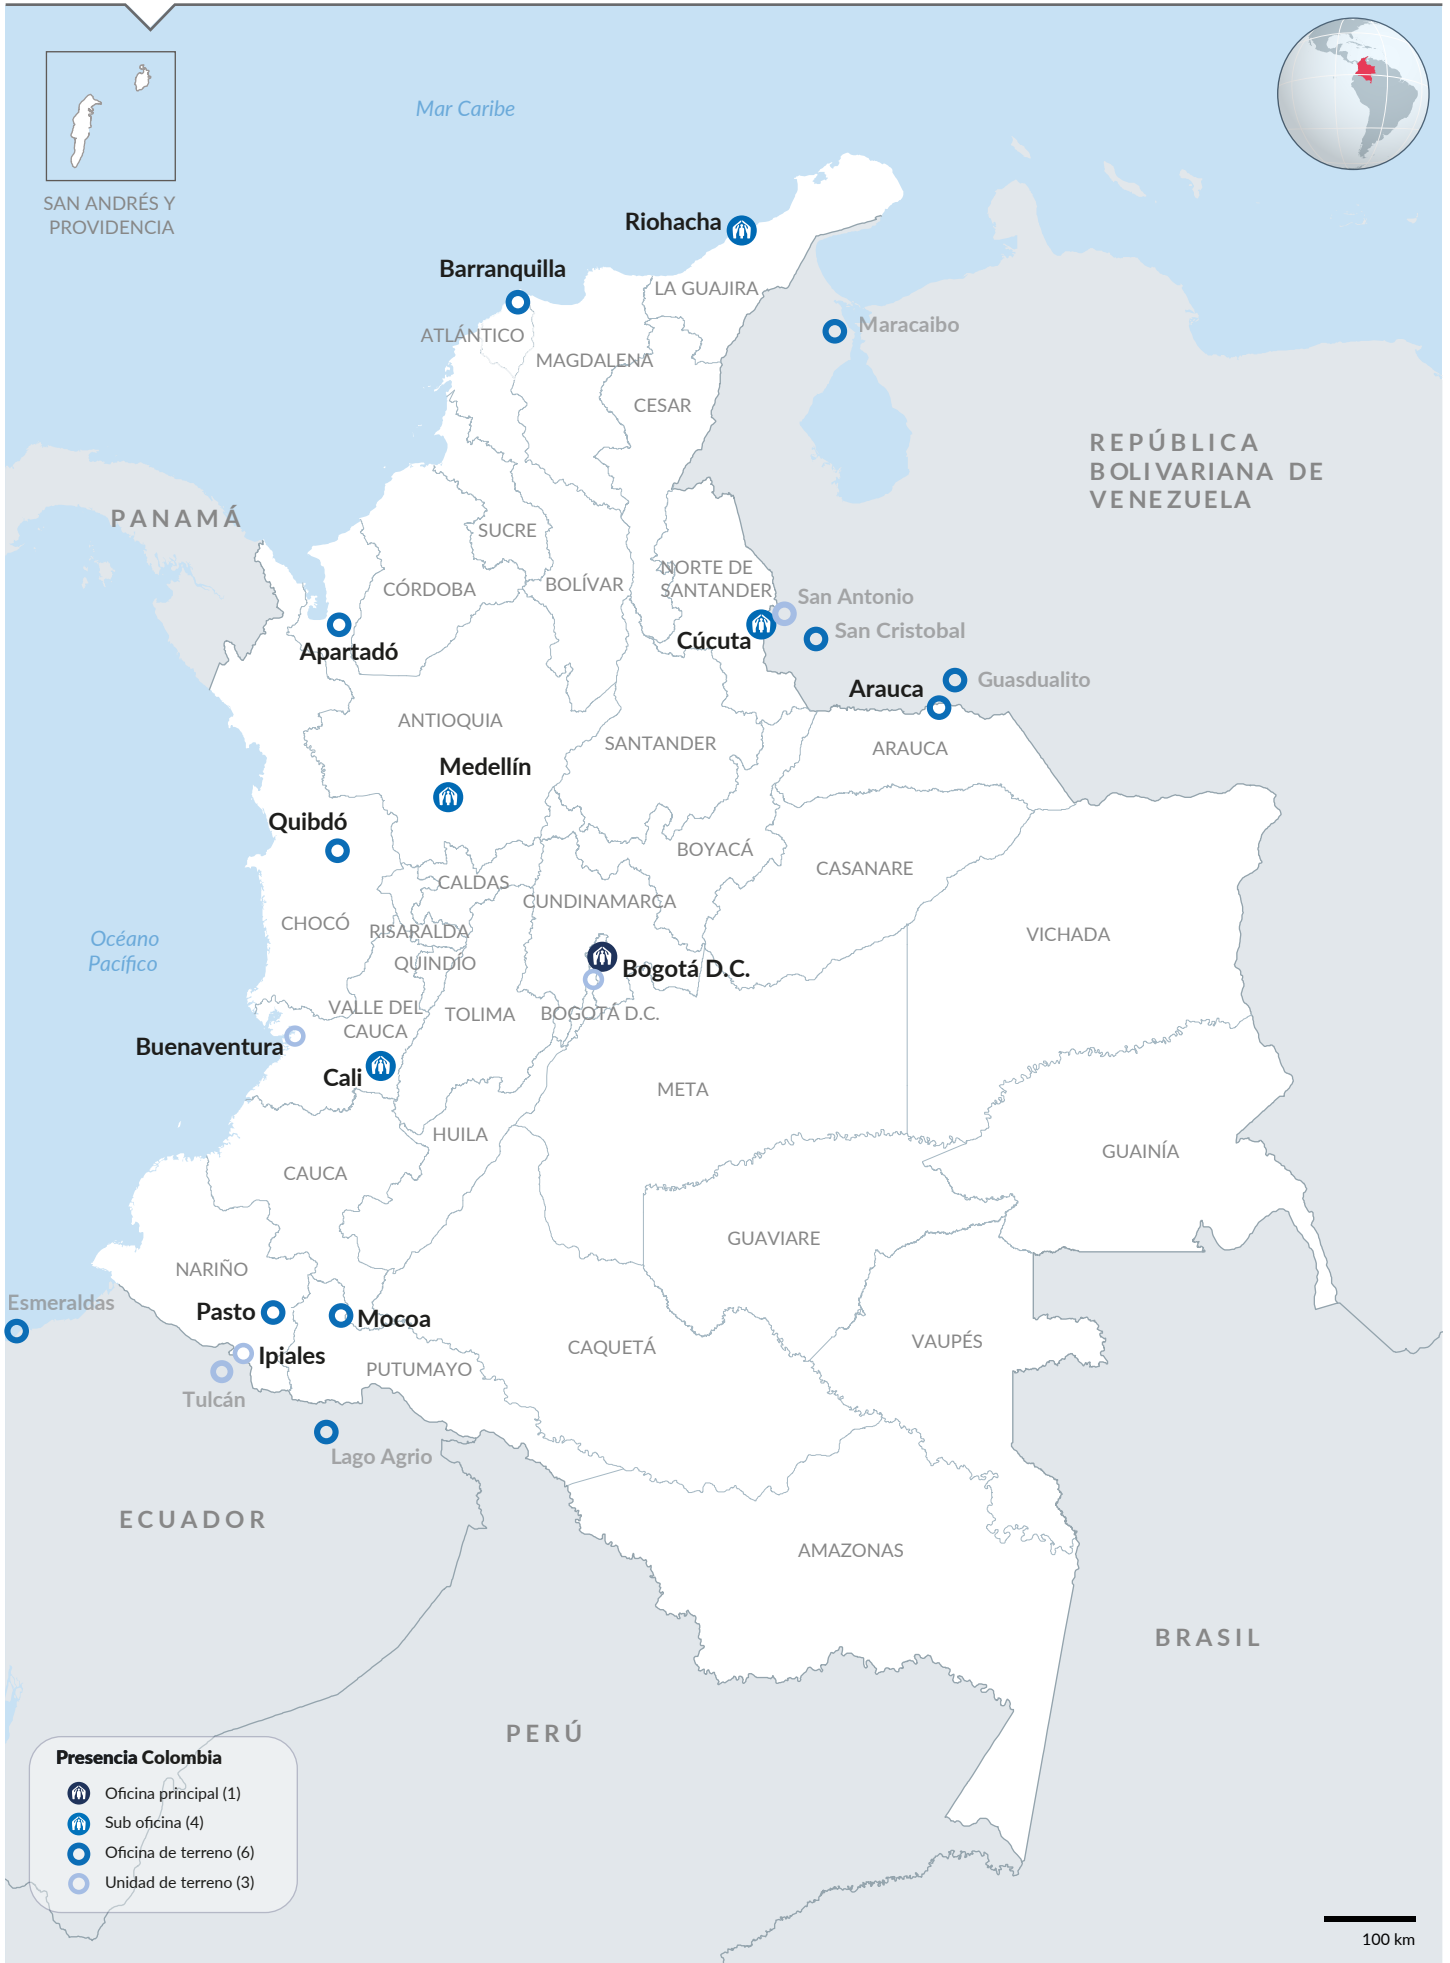 Mar Caribe
SAN ANDRÉS Y
PROVIDENCIA
Riohacha
Barranquilla
LA GUAJIRA
Maracaibo
ATLÁNTICO
MAGDALENA
CESAR
REPÚBLICA
BOLIVARIANA DE
VENEZUELA
PANAMÁ
SUCRE
NORTE DE
SANTANDER
CÓRDOBA
BOLÍVAR
San Antonio
San Cristobal
Cúcuta
Apartadó
Guasdualito
Arauca
ANTIOQUIA
SANTANDER
ARAUCA
Medellín
Quibdó
BOYACÁ
CASANARE
CALDAS
CUNDINAMARCA
CHOCÓ
RISARALDA
VICHADA
Océano
Pacífico
QUINDÍO
Bogotá D.C.
VALLE DEL
CAUCA
TOLIMA
BOGOTÁ D.C.
Buenaventura
Cali
META
HUILA
GUAINÍA
CAUCA
GUAVIARE
NARIÑO
Esmeraldas
Pasto
Mocoa
VAUPÉS
CAQUETÁ
Ipiales
PUTUMAYO
Tulcán
Lago Agrio
ECUADOR
AMAZONAS
BRASIL
PERÚ
Presencia Colombia
Oficina principal (1)
Sub oficina (4)
Oficina de terreno (6)
Unidad de terreno (3)
100 km